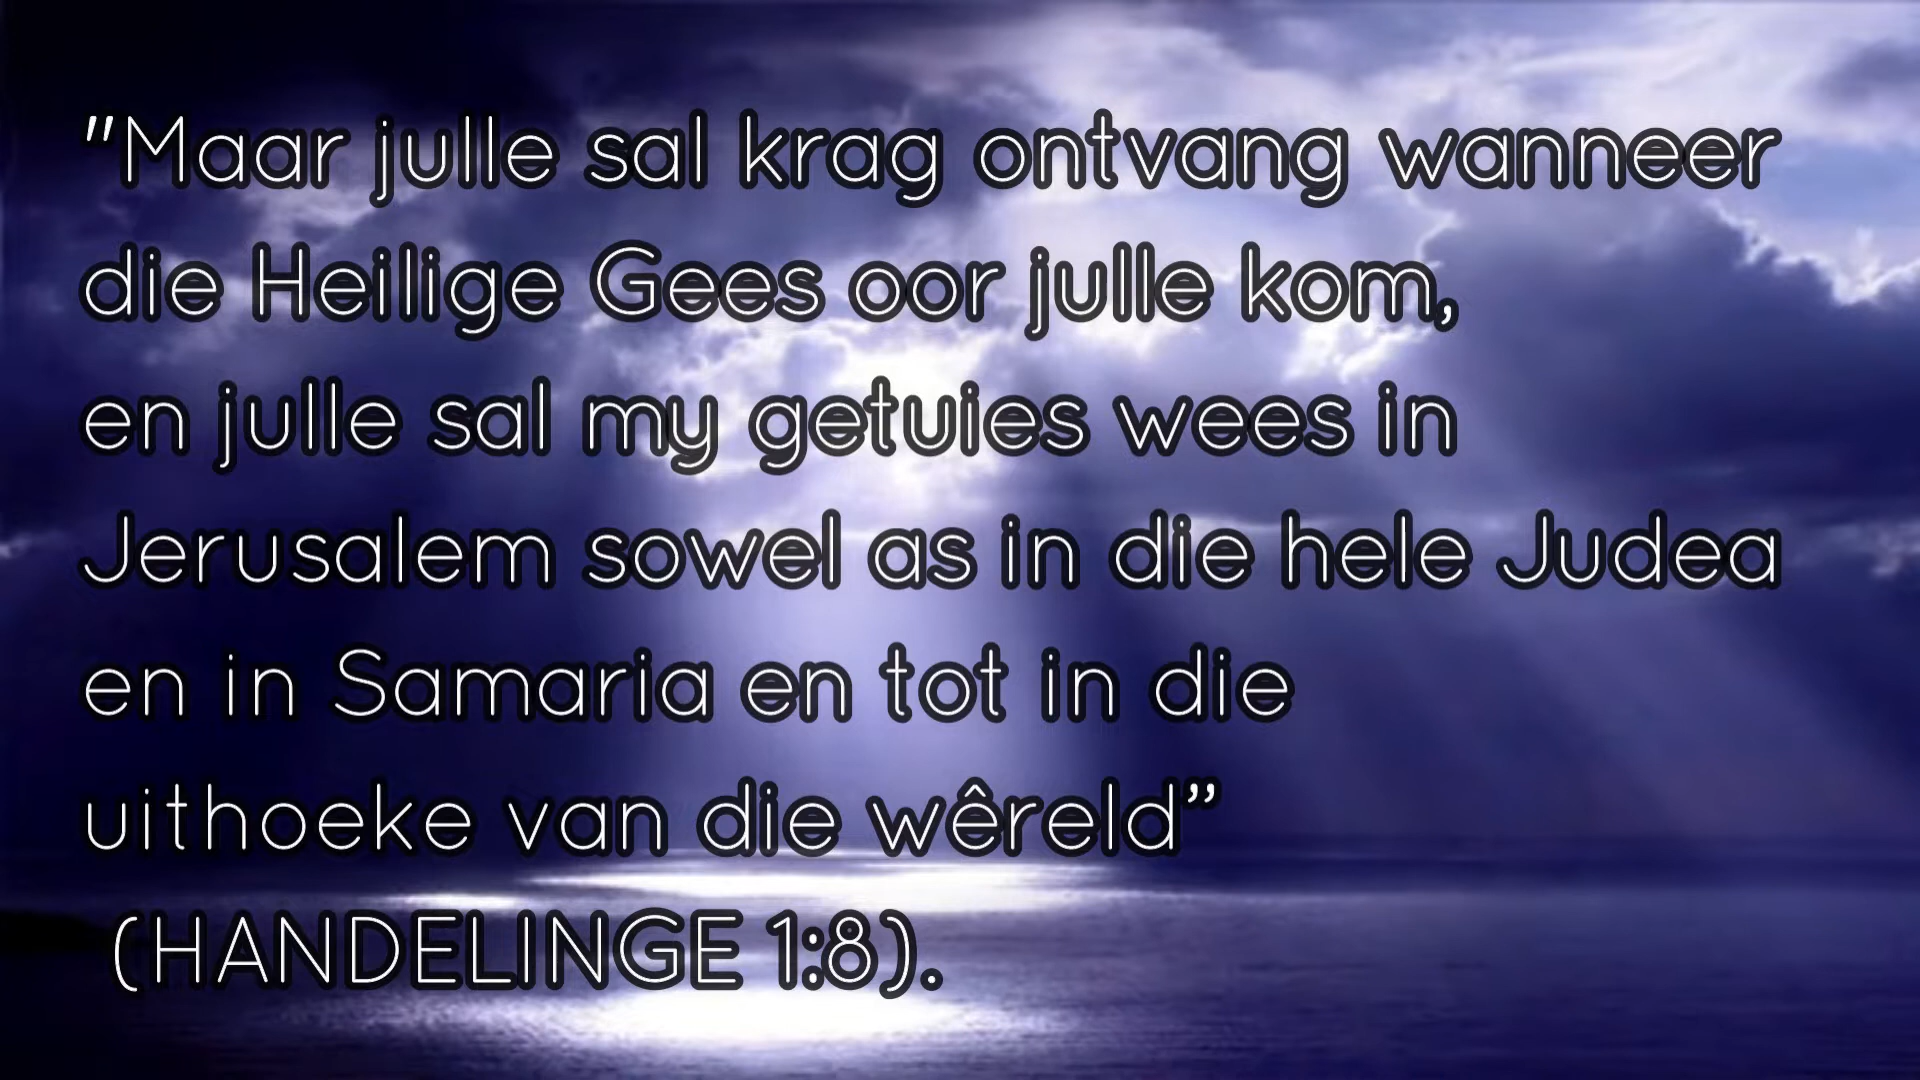 "Maar julle sal krag ontvang wanneer
die Heilige Gees oor julle kom,
en julle sal my getuies wees in
Jerusalem sowel as in die hele Judea
en in Samaria en tot in die
uithoeke van die wêreld”
(HANDELINGE 1:8).